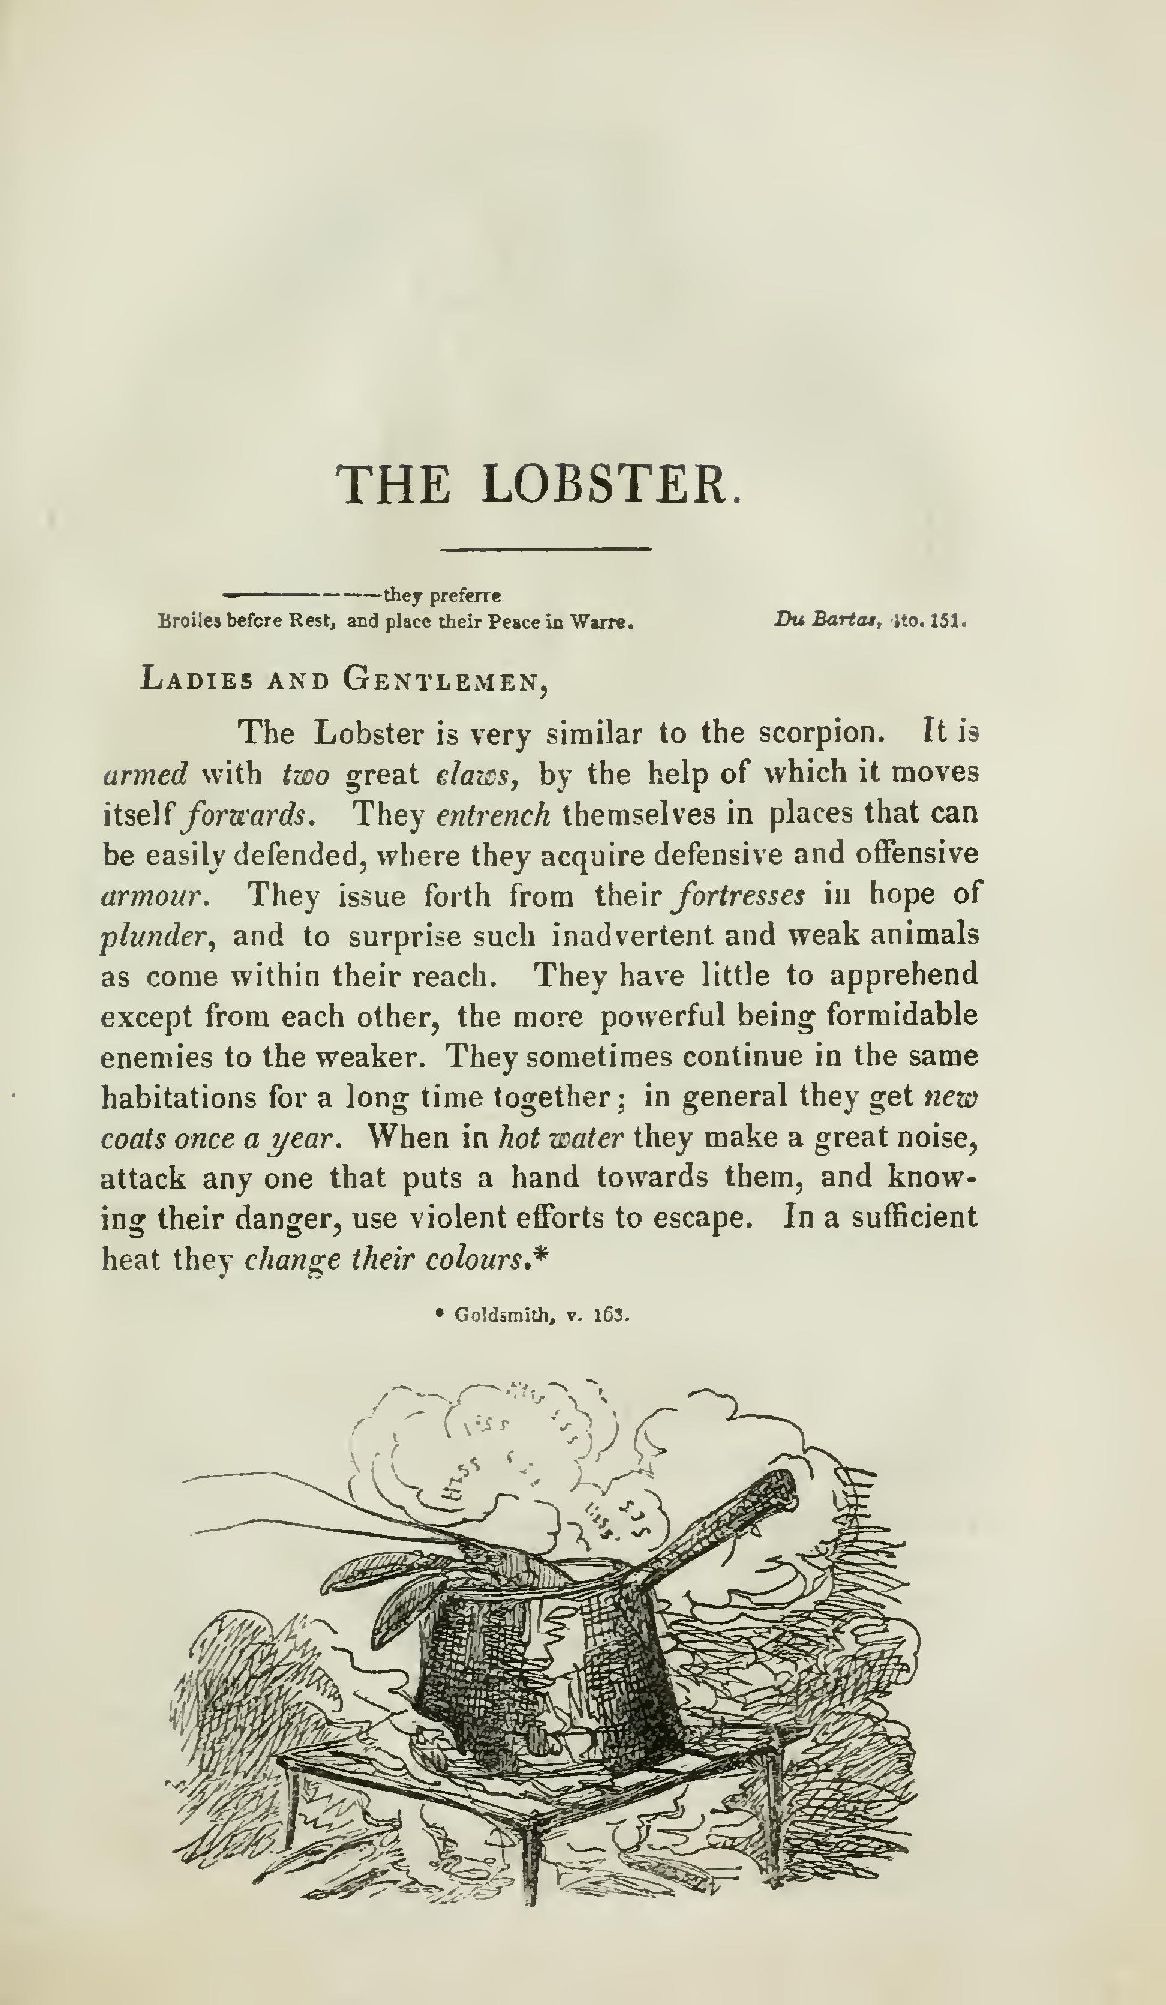 THE LOBSTER.
————————they preferre
Broiles before Rest, and place their Peace in Warre. Du Bartas, 4to. 151.
LADIES AND GENTLEMEN,
The Lobster is very similar to the scorpion. It is
armed with two great claws, by the help of which it moves
itself forwards. They entrench themselves in places that can
be easily defended, where they acquire defensive and offensive
armour. They issue forth from their fortresses in hope of
plunder, and to surprise such inadvertent and weak animals
as come within their reach. They have little to apprehend
except from each other, the more powerful being formidable
enemies to the weaker. They sometimes continue in the same
habitations for a long time together; in general they get new
coats once a year. When in hot water they make a great noise,
attack any one that puts a hand towards them, and know-
ing their danger, use violent efforts to escape. In a sufficient
heat they change their colours.*
* Goldsmith, v. 163.
Hiss
Hiss